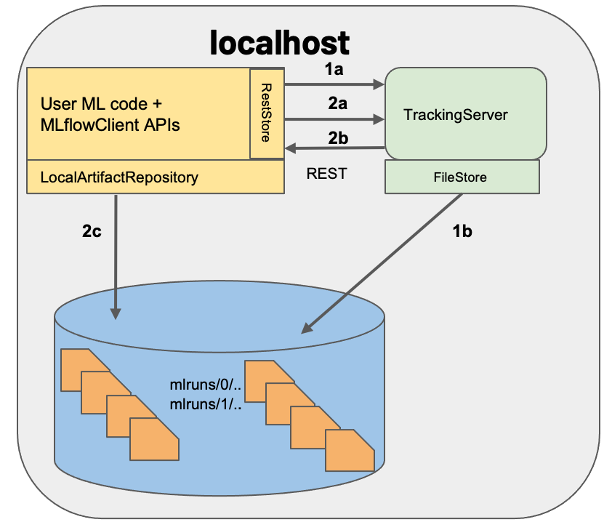 localhost
1a
User ML code +
MLflowClient APIs
RestStore
2a
TrackingServer
2b
LocalArtifactRepository
REST
FileStore
2c
1b
mlruns/0/..
mlruns/1/..